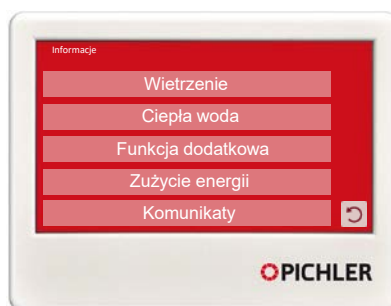 Informacje
Wietrzenie
Ciepła woda
Funkcja dodatkowa
Zużycie energii
Komunikaty
PICHLER